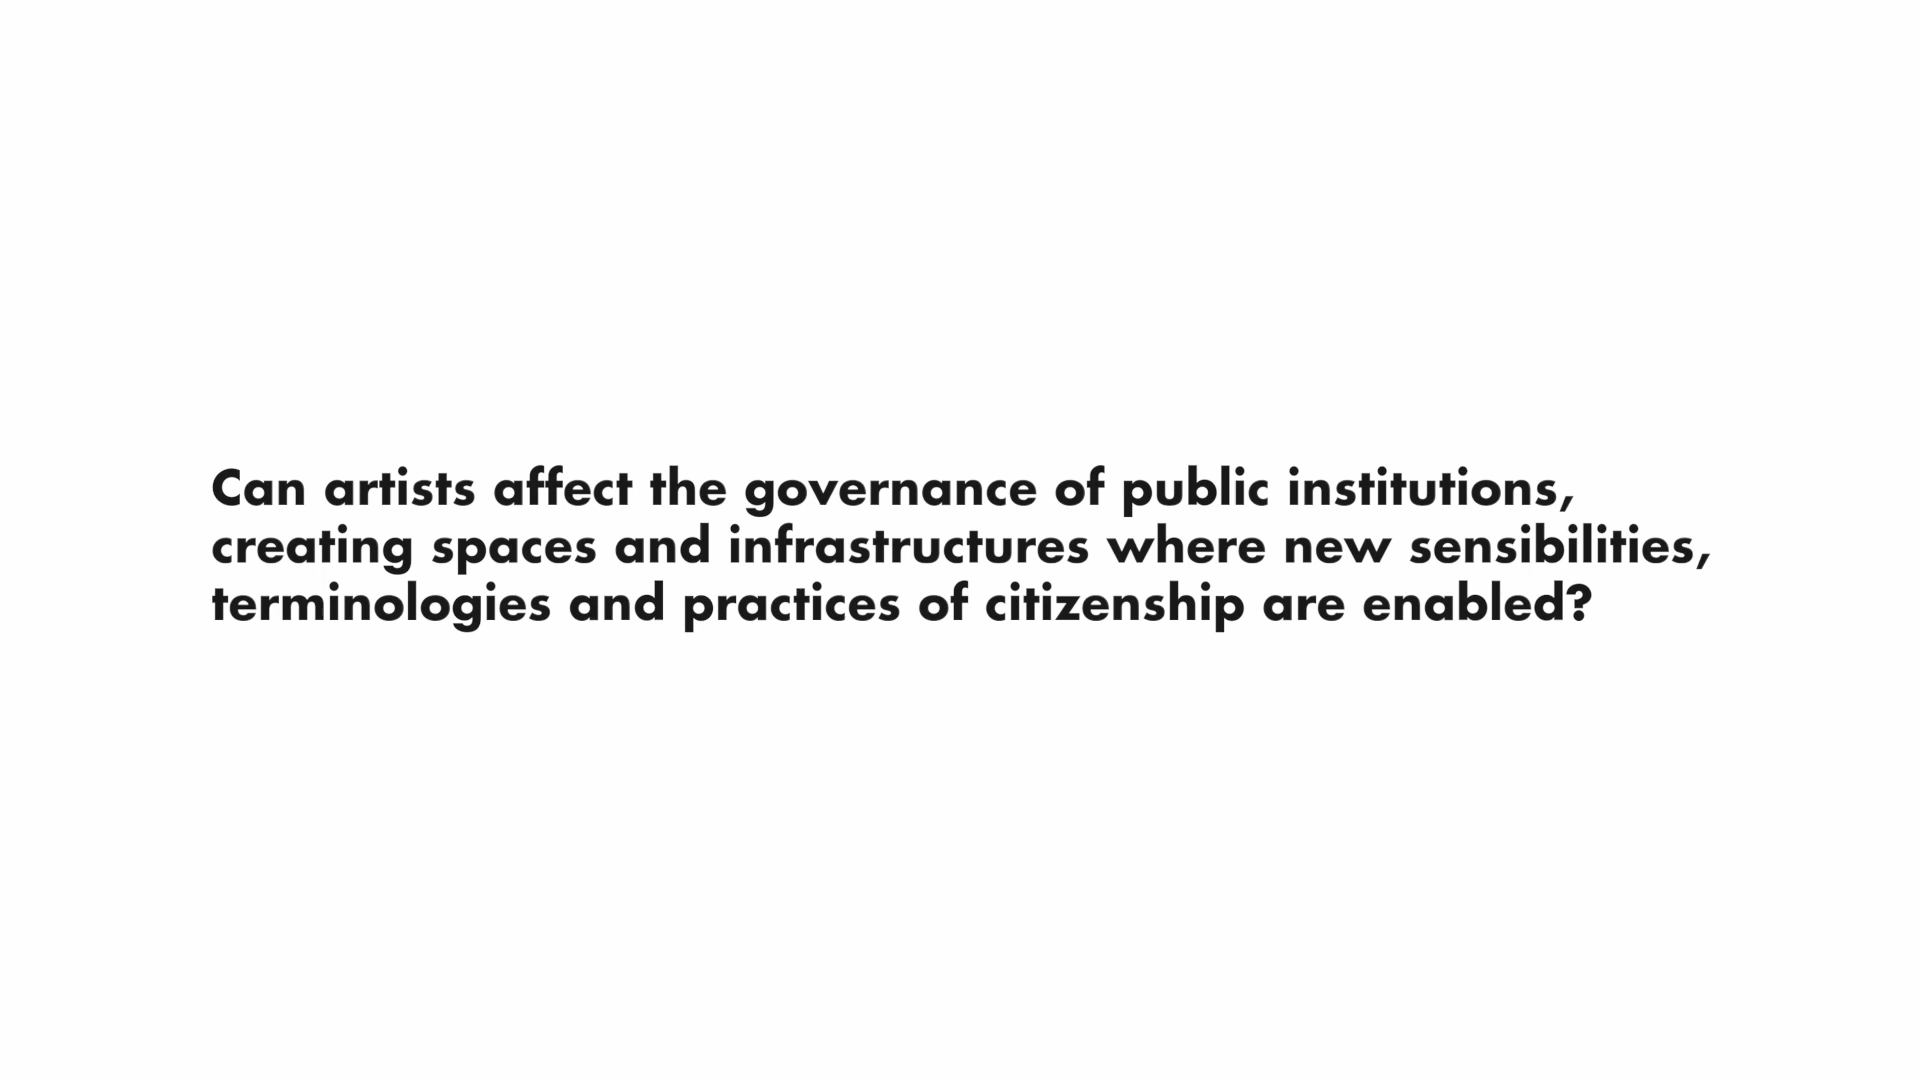 Can artists affect the governance of public institutions,
creating spaces and infrastructures where new sensibilities,
terminologies and practices of citizenship are enabled?